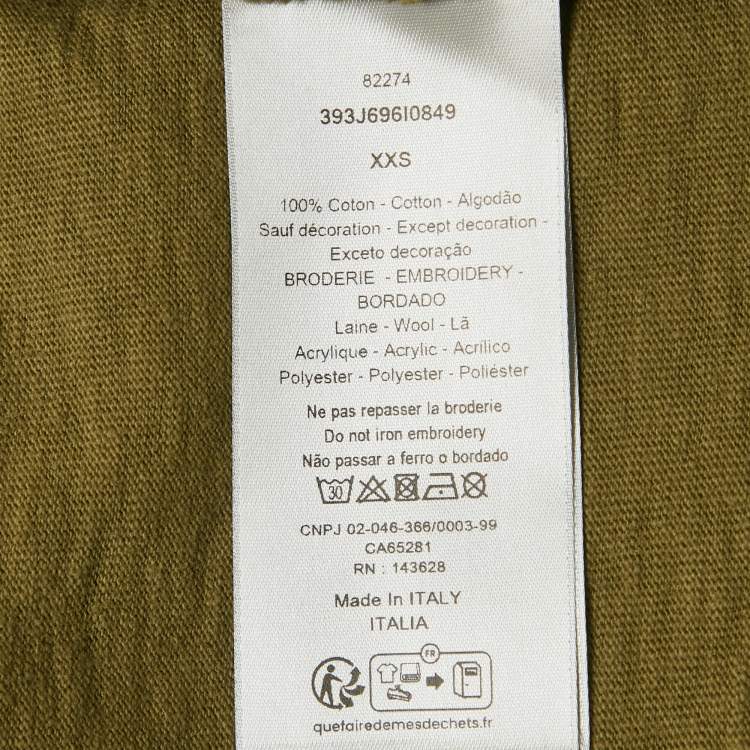 82274
393J696I0849
XXS
100% Coton - Cotton - Algodão
Sauf décoration - Except decoration -
Exceto decoração
BRODERIE - EMBROIDERY -
BORDADO
Laine - Wool - Lã
Acrylique - Acrylic - Acrílico
Polyester - Polyester - Poliéster
Ne pas repasser la broderie
Do not iron embroidery
Não passar a ferro o bordado
30
CNPJ 02-046-366/0003-99
CA65281
RN : 143628
Made In ITALY
ITALIA
FR
quefairedemesdechets.fr